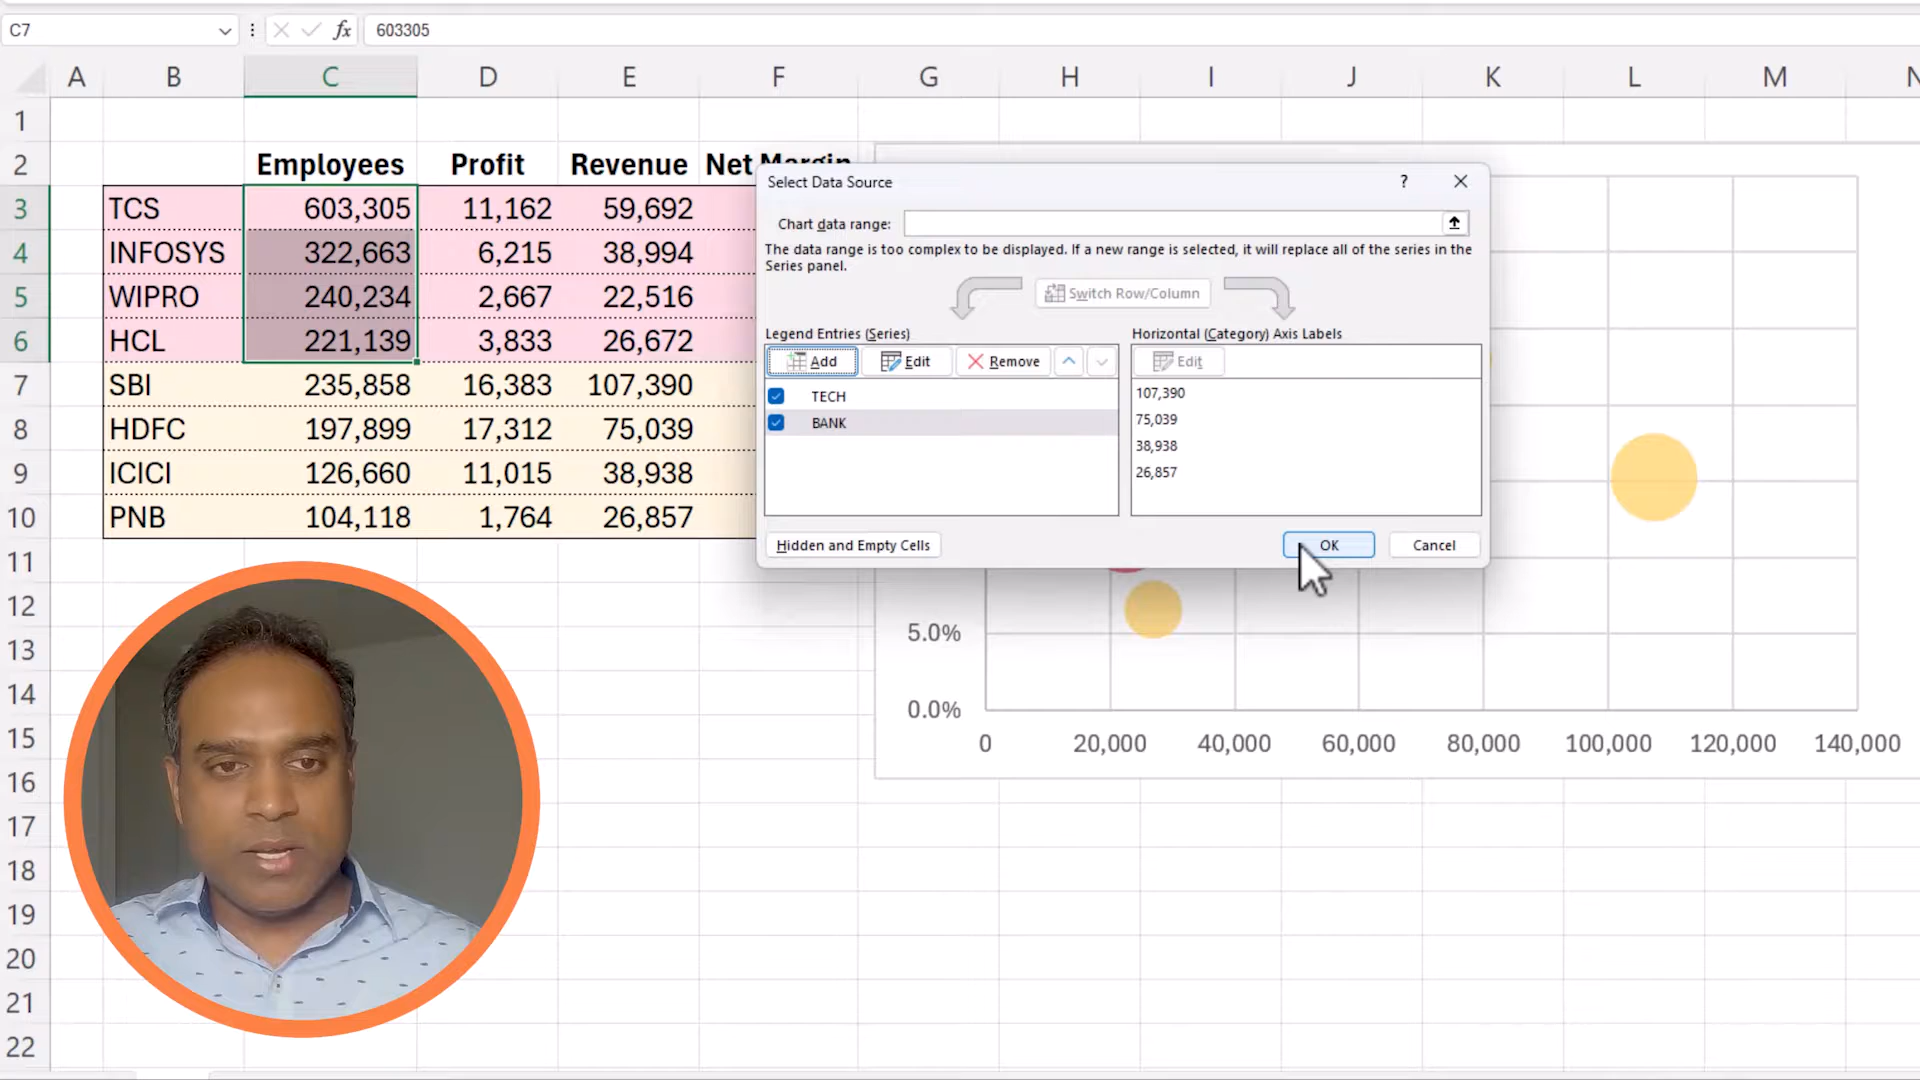 C7
fx
603305
A B C D E F G H I J K L M
1
2 Employees Profit Revenue Net Margin
3 TCS 603,305 11,162 59,692
4 INFOSYS 322,663 6,215 38,994
5 WIPRO 240,234 2,667 22,516
6 HCL 221,139 3,833 26,672
7 SBI 235,858 16,383 107,390
8 HDFC 197,899 17,312 75,039
9 ICICI 126,660 11,015 38,938
10 PNB 104,118 1,764 26,857
11
12
13
14
15
16
17
18
19
20
21
22
Select Data Source
?
Chart data range:
The data range is too complex to be displayed. If a new range is selected, it will replace all of the series in the
Series panel.
Switch Row/Column
Legend Entries (Series)
Add Edit Remove
TECH
BANK
Horizontal (Category) Axis Labels
Edit
107,390
75,039
38,938
26,857
Hidden and Empty Cells
OK
Cancel
5.0%
0.0%
0 20,000 40,000 60,000 80,000 100,000 120,000 140,000